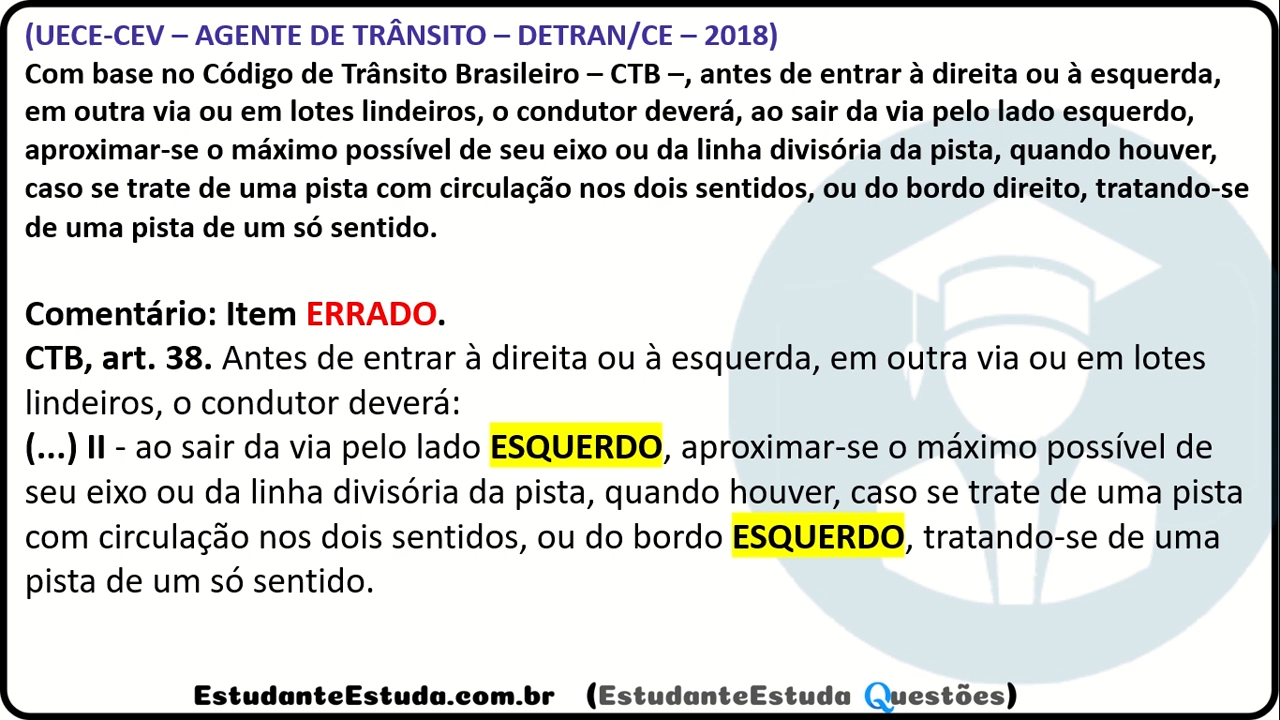 (UECE-CEV – AGENTE DE TRÂNSITO – DETRAN/CE – 2018)
Com base no Código de Trânsito Brasileiro – CTB –, antes de entrar à direita ou à esquerda,
em outra via ou em lotes lindeiros, o condutor deverá, ao sair da via pelo lado esquerdo,
aproximar-se o máximo possível de seu eixo ou da linha divisória da pista, quando houver,
caso se trate de uma pista com circulação nos dois sentidos, ou do bordo direito, tratando-se
de uma pista de um só sentido.
Comentário: Item ERRADO.
CTB, art. 38. Antes de entrar à direita ou à esquerda, em outra via ou em lotes
lindeiros, o condutor deverá:
(...) II - ao sair da via pelo lado ESQUERDO, aproximar-se o máximo possível de
seu eixo ou da linha divisória da pista, quando houver, caso se trate de uma pista
com circulação nos dois sentidos, ou do bordo ESQUERDO, tratando-se de uma
pista de um só sentido.
EstudanteEstuda.com.br (EstudanteEstuda Questões)